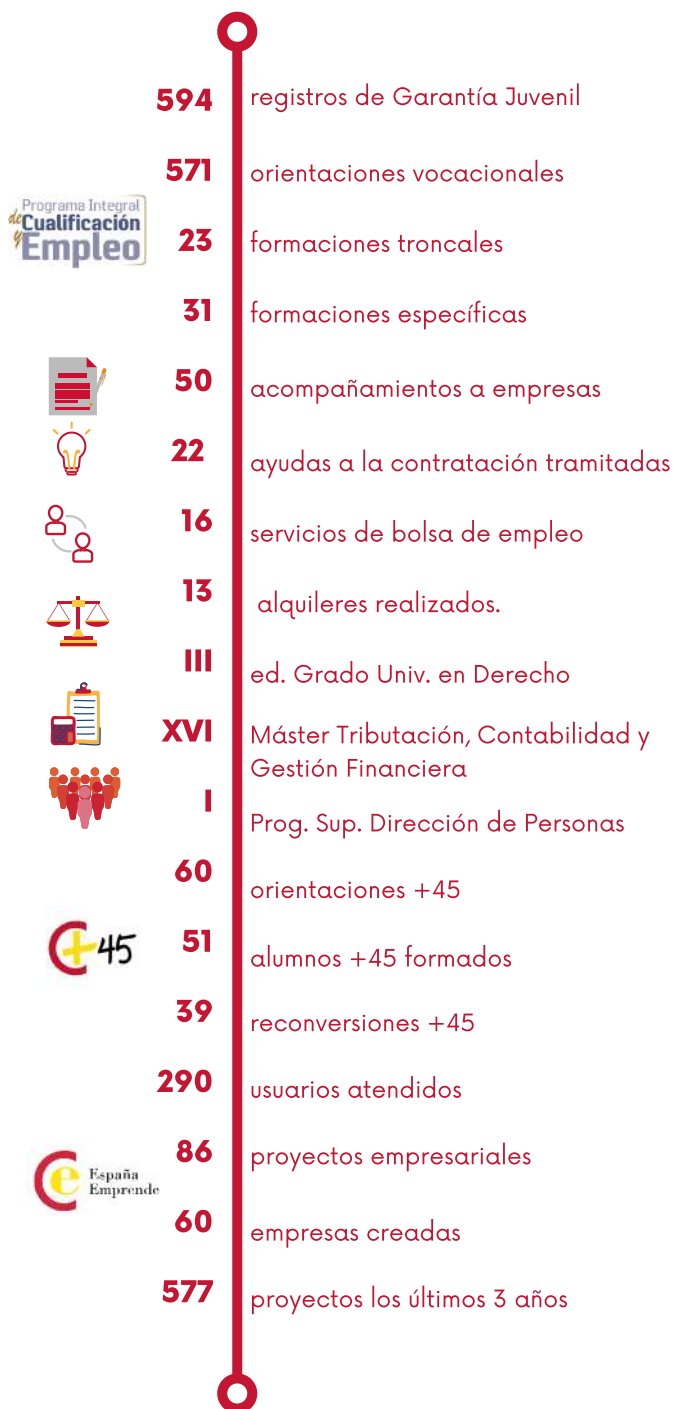 594 registros de Garantía Juvenil
571 orientaciones vocacionales
Programa Integral
de Cualificación
y Empleo
23 formaciones troncales
31 formaciones específicas
50 acompañamientos a empresas
22 ayudas a la contratación tramitadas
16 servicios de bolsa de empleo
13 alquileres realizados.
III ed. Grado Univ. en Derecho
XVI Máster Tributación, Contabilidad y
Gestión Financiera
I Prog. Sup. Dirección de Personas
60 orientaciones +45
C+45
51 alumnos +45 formados
39 reconversiones +45
290 usuarios atendidos
86 proyectos empresariales
Ce España
Emprende
60 empresas creadas
577 proyectos los últimos 3 años